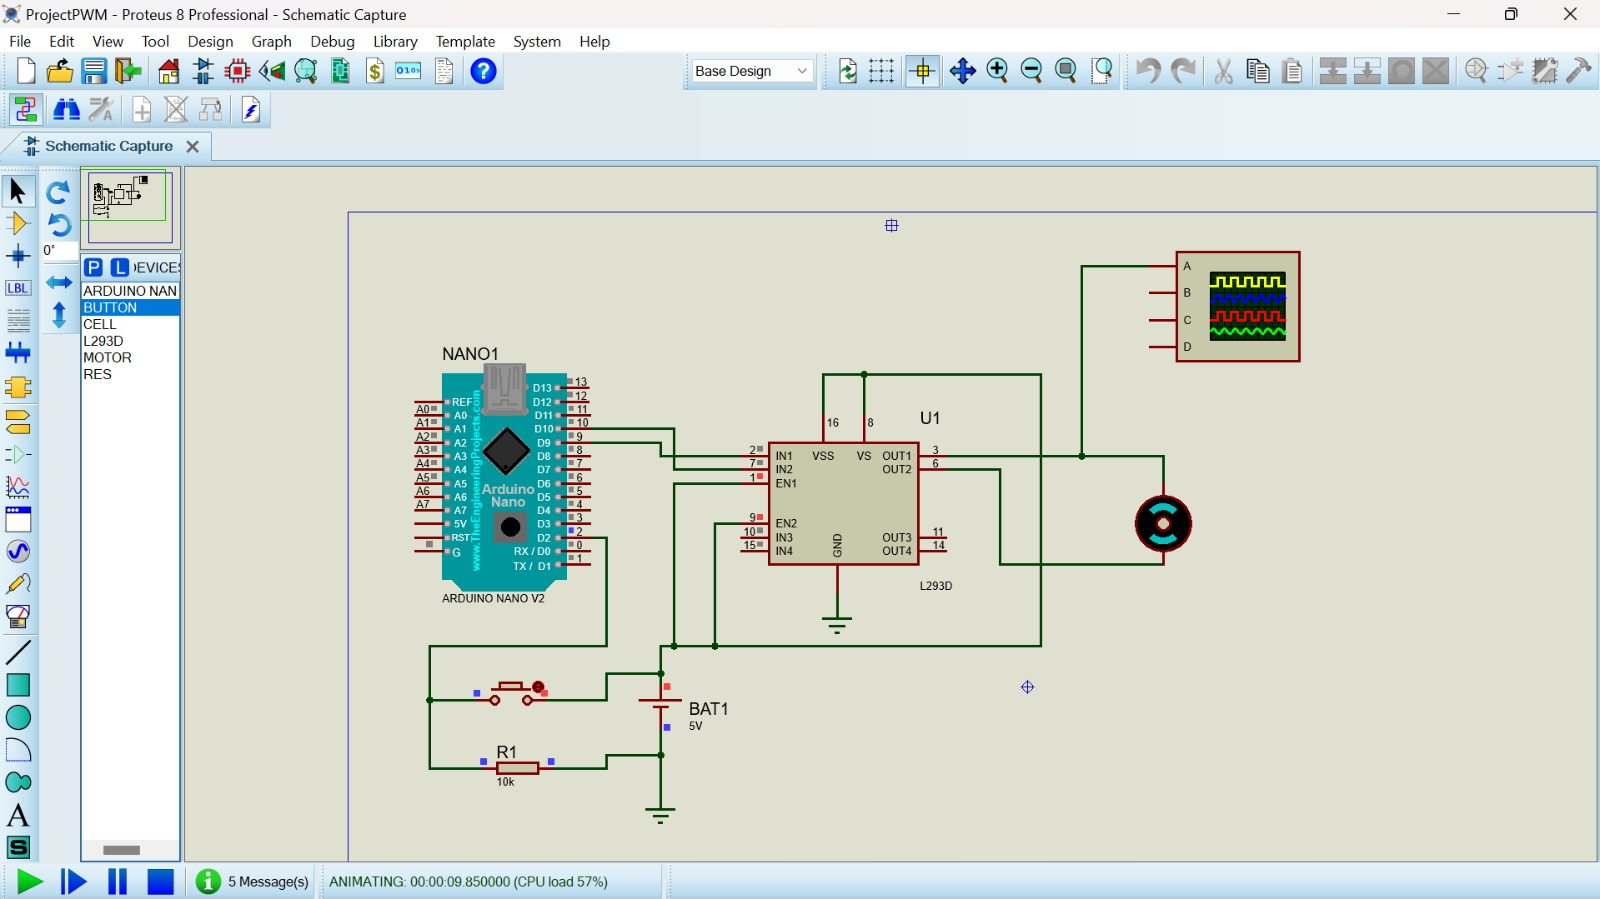 ProjectPWM - Proteus 8 Professional - Schematic Capture
File Edit View Tool Design Graph Debug Library Template System Help
Base Design
Schematic Capture
0°
P L DEVICES
ARDUINO NAN
BUTTON
CELL
L293D
MOTOR
RES
LBL
A
S
NANO1
REF
A0 A0
A1 A1
A2 A2
A3 A3
A4 A4
A5 A5
A6 A6
A7 A7
5V
RST
G
www.TheEngineeringProjects.com
Arduino
Nano
D13 13
D12 12
D11 11
D10 10
D9 9
D8 8
D7 7
D6 6
D5 5
D4 4
D3 3
D2 2
RX / D0 0
TX / D1 1
ARDUINO NANO V2
U1
16 8
VSS VS
2 IN1
7 IN2
1 EN1
9 EN2
10 IN3
15 IN4
OUT1 3
OUT2 6
OUT3 11
OUT4 14
GND
L293D
A
B
C
D
BAT1
5V
R1
10k
5 Message(s) ANIMATING: 00:00:09.850000 (CPU load 57%)